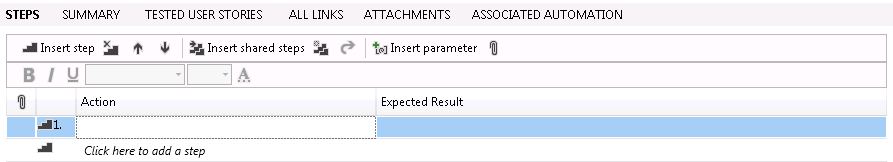 STEPS SUMMARY TESTED USER STORIES ALL LINKS ATTACHMENTS ASSOCIATED AUTOMATION
Insert step Insert shared steps Insert parameter
B I U A
Action Expected Result
1.
Click here to add a step